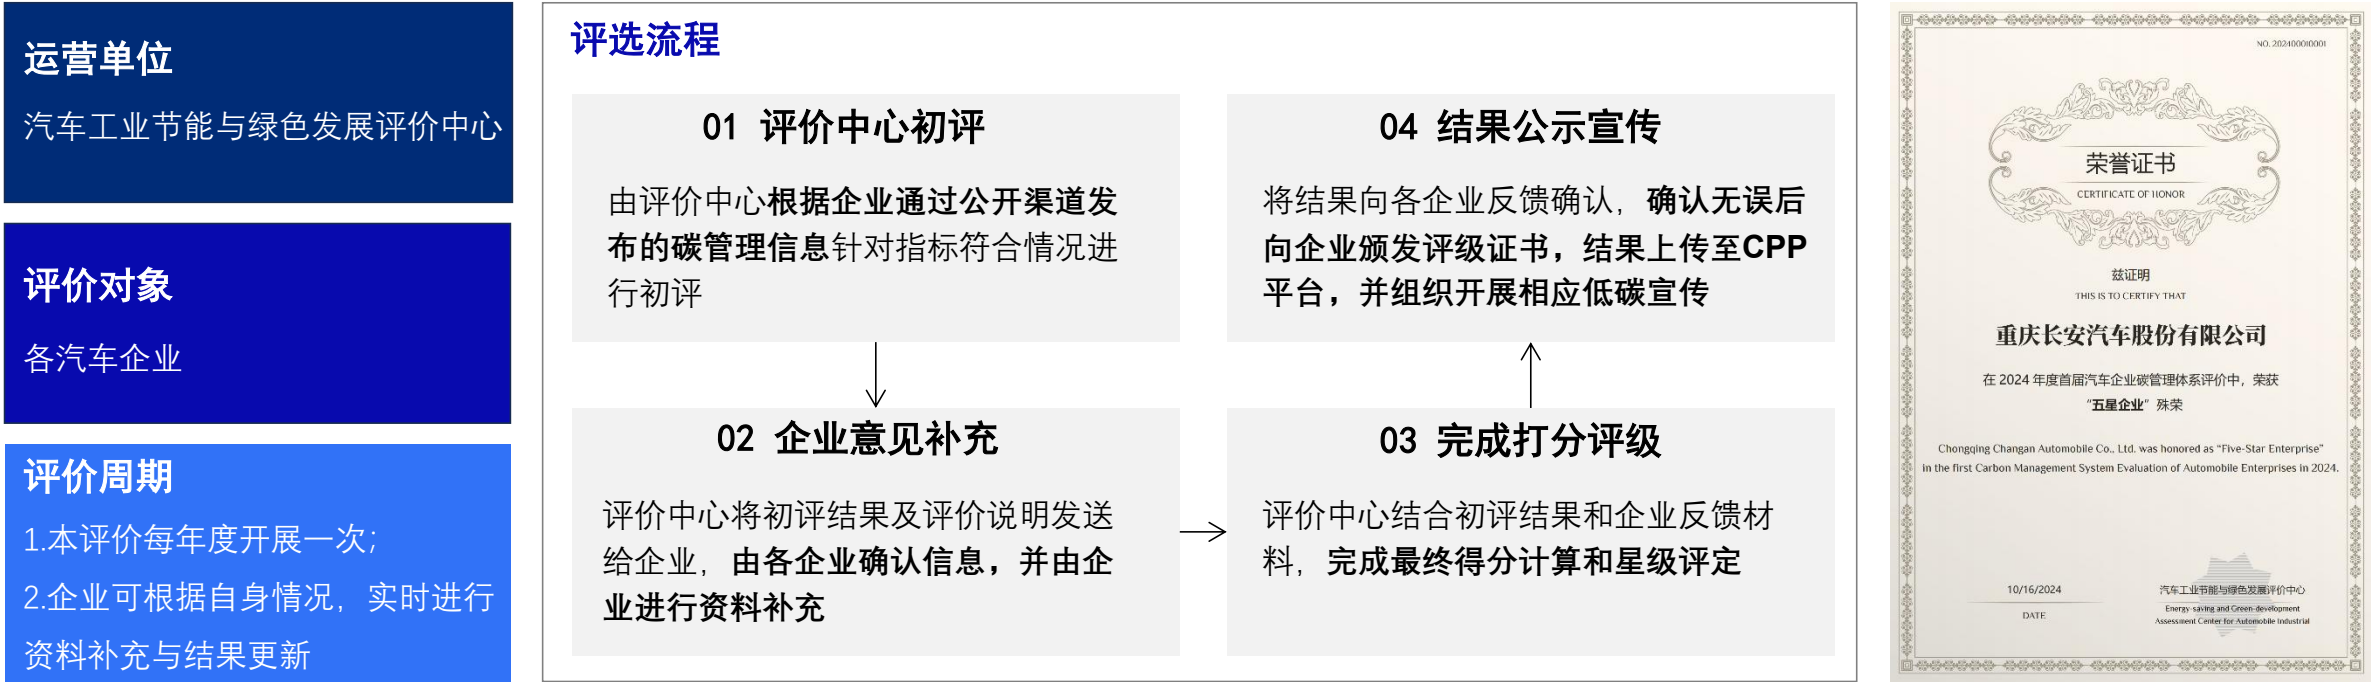 运营单位
汽车工业节能与绿色发展评价中心
评价对象
各汽车企业
评价周期
1.本评价每年度开展一次；
2.企业可根据自身情况，实时进行
资料补充与结果更新
评选流程
01 评价中心初评
由评价中心根据企业通过公开渠道发
布的碳管理信息针对指标符合情况进
行初评
02 企业意见补充
评价中心将初评结果及评价说明发送
给企业，由各企业确认信息，并由企
业进行资料补充
03 完成打分评级
评价中心结合初评结果和企业反馈材
料，完成最终得分计算和星级评定
04 结果公示宣传
将结果向各企业反馈确认，确认无误后
向企业颁发评级证书，结果上传至CPP
平台，并组织开展相应低碳宣传
NO. 202400010001
荣誉证书
CERTIFICATE OF HONOR
兹证明
THIS IS TO CERTIFY THAT
重庆长安汽车股份有限公司
在 2024 年度首届汽车企业碳管理体系评价中，荣获
“五星企业”殊荣
Chongqing Changan Automobile Co., Ltd. was honored as “Five-Star Enterprise”
in the first Carbon Management System Evaluation of Automobile Enterprises in 2024.
10/16/2024
DATE
汽车工业节能与绿色发展评价中心
Energy-saving and Green-development
Assessment Center for Automobile Industrial